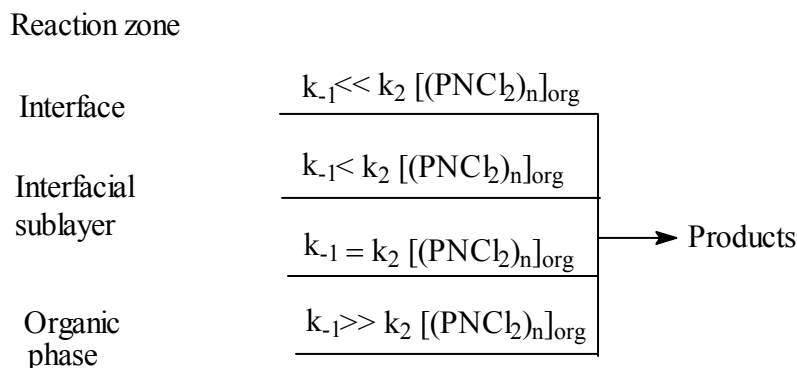 Reaction zone
k-1<< k2 [(PNCl2)n]org
Interface
k-1< k2 [(PNCl2)n]org
Interfacial
sublayer
Products
k-1 = k2 [(PNCl2)n]org
Organic
phase
k-1>> k2 [(PNCl2)n]org